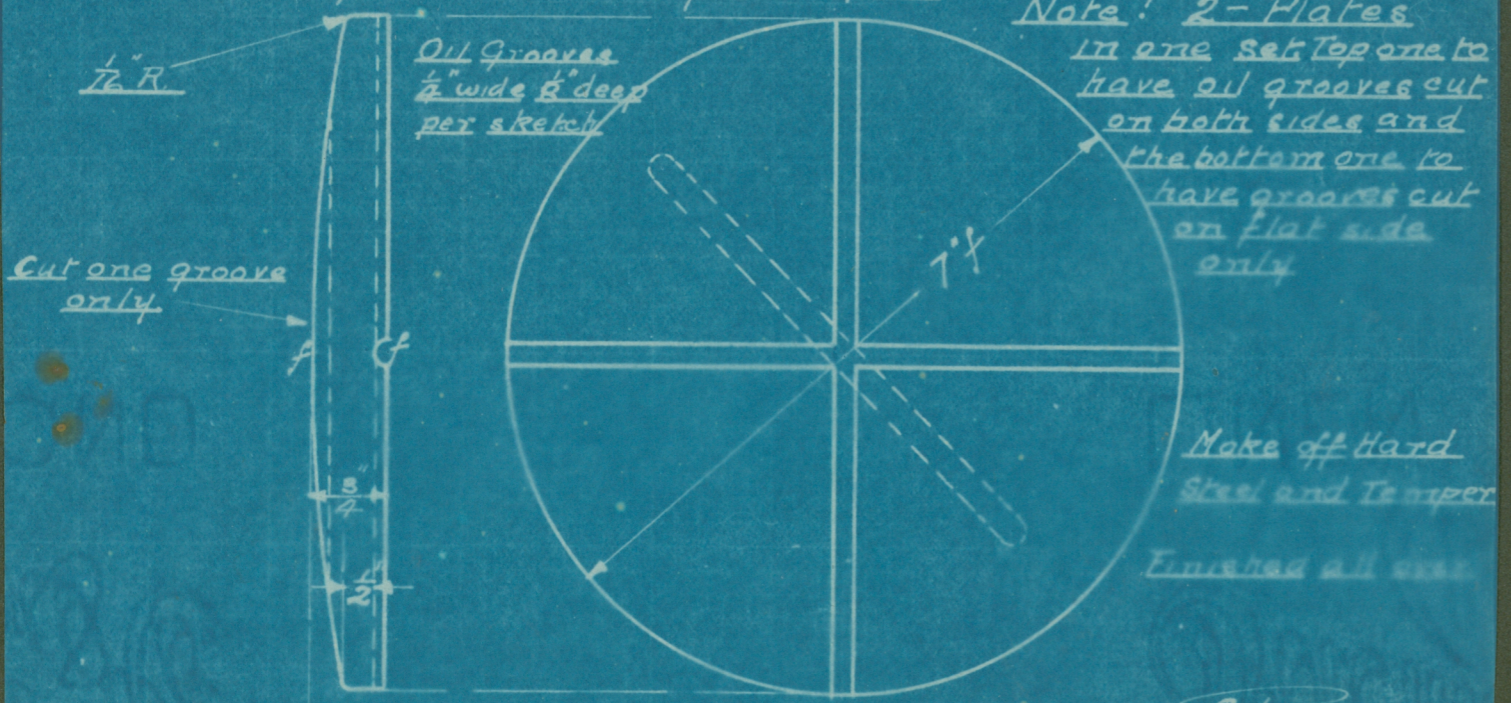 1/16" R.
Oil Grooves
1/4" wide 1/8" deep
per sketch
Note! 2 - Plates
in one set Top one to
have oil grooves cut
on both sides and
the bottom one to
have grooves cut
on flat side
only
Cut one groove
only.
f
f
3/4"
1/2"
Make off Hard
Steel and Temper
Finished all over